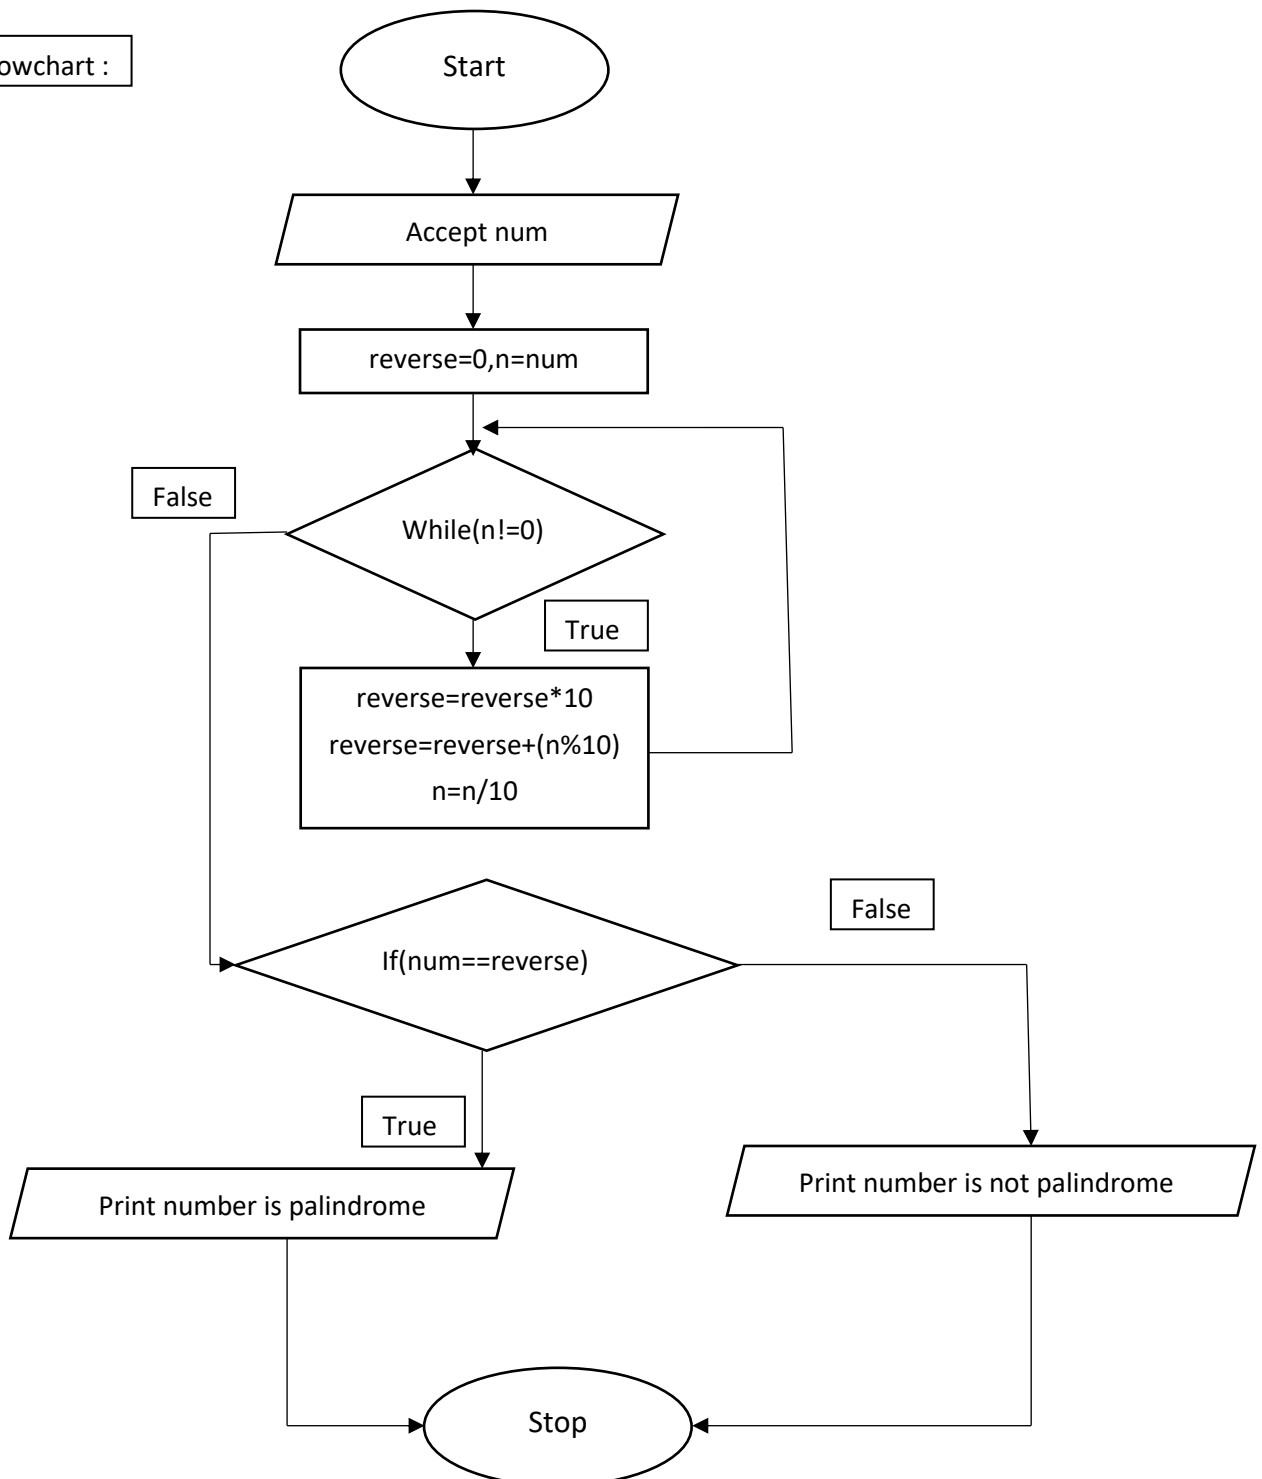 owchart :
Start
Accept num
reverse=0,n=num
False
While(n!=0)
True
reverse=reverse*10
reverse=reverse+(n%10)
n=n/10
False
If(num==reverse)
True
Print number is not palindrome
Print number is palindrome
Stop